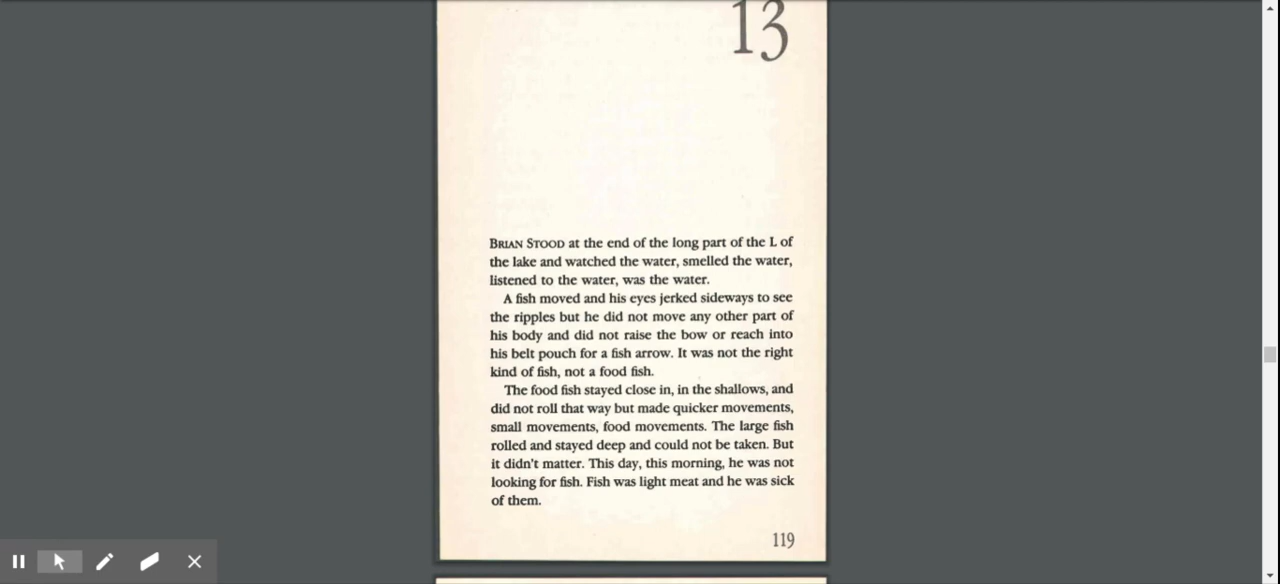 13
BRIAN STOOD at the end of the long part of the L of
the lake and watched the water, smelled the water,
listened to the water, was the water.
A fish moved and his eyes jerked sideways to see
the ripples but he did not move any other part of
his body and did not raise the bow or reach into
his belt pouch for a fish arrow. It was not the right
kind of fish, not a food fish.
The food fish stayed close in, in the shallows, and
did not roll that way but made quicker movements,
small movements, food movements. The large fish
rolled and stayed deep and could not be taken. But
it didn't matter. This day, this morning, he was not
looking for fish. Fish was light meat and he was sick
of them.
119